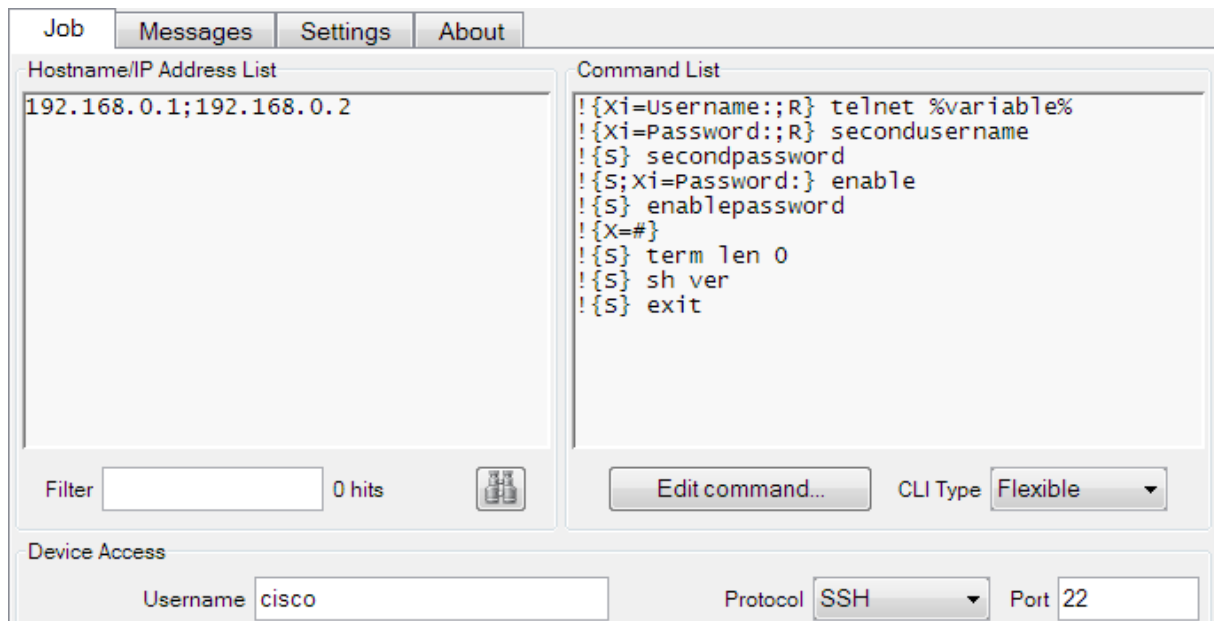 Job Messages Settings About
Hostname/IP Address List
192.168.0.1;192.168.0.2
Filter 0 hits
Command List
!{Xi=Username:;R} telnet %variable%
!{Xi=Password:;R} secondusername
!{S} secondpassword
!{S;Xi=Password:} enable
!{S} enablepassword
!{X=#}
!{S} term len 0
!{S} sh ver
!{S} exit
Edit command... CLI Type Flexible
Device Access
Username cisco Protocol SSH Port 22